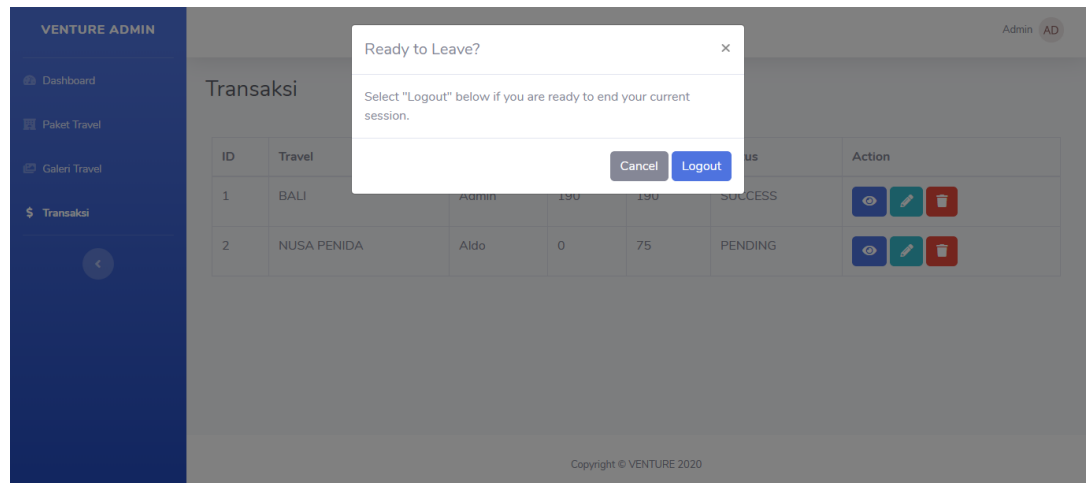 VENTURE ADMIN
Dashboard
Paket Travel
Galeri Travel
$ Transaksi
Admin AD
Ready to Leave? ×
Select "Logout" below if you are ready to end your current
session.
Cancel Logout
Transaksi
ID Travel Action
1 BALI Admin 190 190 SUCCESS
2 NUSA PENIDA Aldo 0 75 PENDING
Copyright © VENTURE 2020